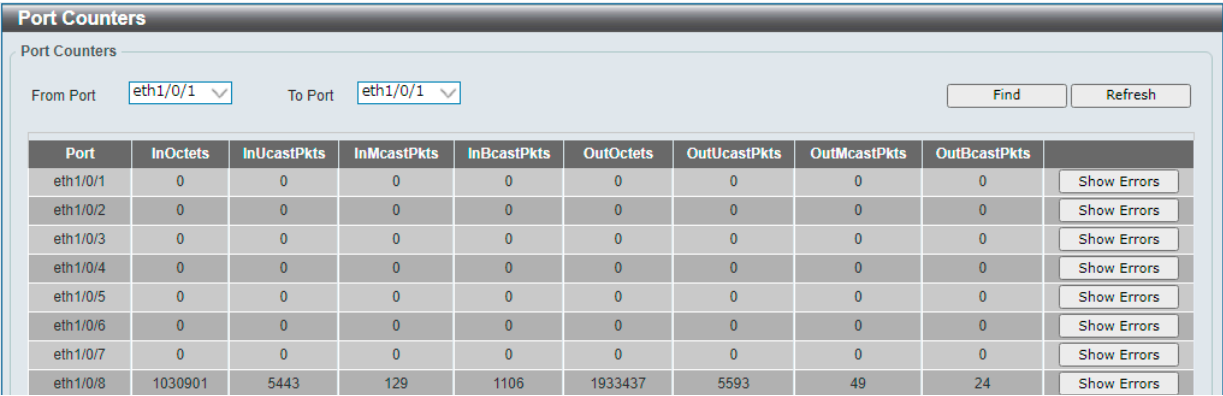 Port Counters
Port Counters
From Port eth1/0/1 To Port eth1/0/1 Find Refresh
Port InOctets InUcastPkts InMcastPkts InBcastPkts OutOctets OutUcastPkts OutMcastPkts OutBcastPkts
eth1/0/1 0 0 0 0 0 0 0 0 Show Errors
eth1/0/2 0 0 0 0 0 0 0 0 Show Errors
eth1/0/3 0 0 0 0 0 0 0 0 Show Errors
eth1/0/4 0 0 0 0 0 0 0 0 Show Errors
eth1/0/5 0 0 0 0 0 0 0 0 Show Errors
eth1/0/6 0 0 0 0 0 0 0 0 Show Errors
eth1/0/7 0 0 0 0 0 0 0 0 Show Errors
eth1/0/8 1030901 5443 129 1106 1933437 5593 49 24 Show Errors